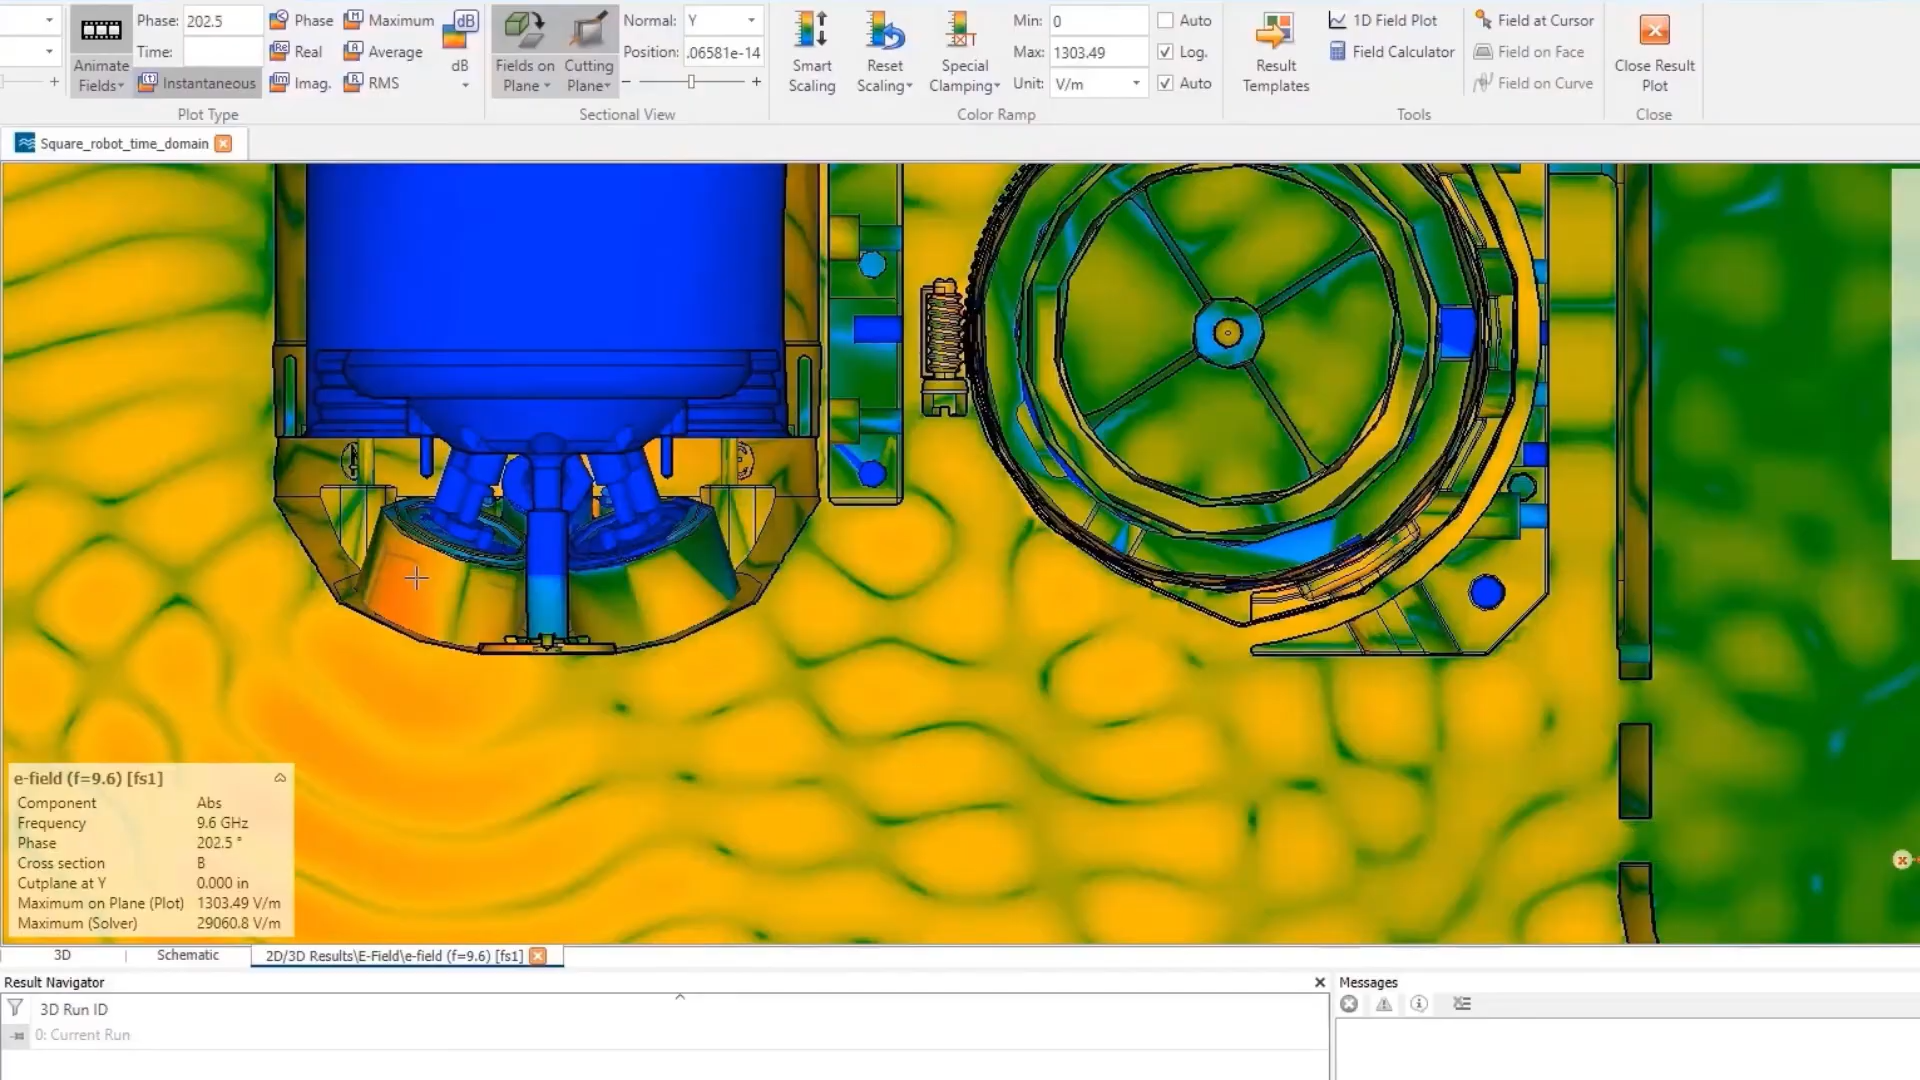 Phase: 202.5
Time:
Animate Fields
Instantaneous
Phase
Real
Imag.
Maximum
Average
RMS
dB
dB
Plot Type
Fields on Plane
Cutting Plane
Normal: Y
Position: .06581e-14
Sectional View
Smart Scaling
Reset Scaling
Special Clamping
Min: 0
Max: 1303.49
Unit: V/m
Auto
Log.
Auto
Color Ramp
Result Templates
1D Field Plot
Field Calculator
Field at Cursor
Field on Face
Field on Curve
Tools
Close Result Plot
Close
Square_robot_time_domain
e-field (f=9.6) [fs1]
Component Abs
Frequency 9.6 GHz
Phase 202.5 °
Cross section B
Cutplane at Y 0.000 in
Maximum on Plane (Plot) 1303.49 V/m
Maximum (Solver) 29060.8 V/m
3D
Schematic
2D/3D Results\E-Field\e-field (f=9.6) [fs1]
Result Navigator
3D Run ID
0: Current Run
Messages